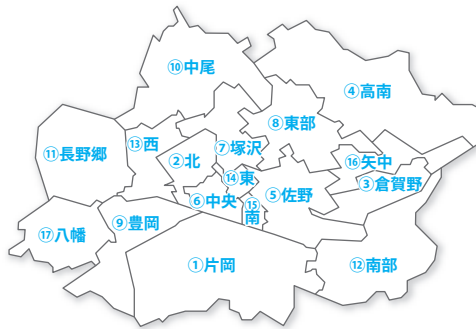 ⑩中尾
④高南
⑧東部
⑬西
⑦塚沢
⑪長野郷
②北
⑯矢中
⑭東
③倉賀野
⑤佐野
⑥中央
⑮南
⑨豊岡
⑰八幡
①片岡
⑫南部